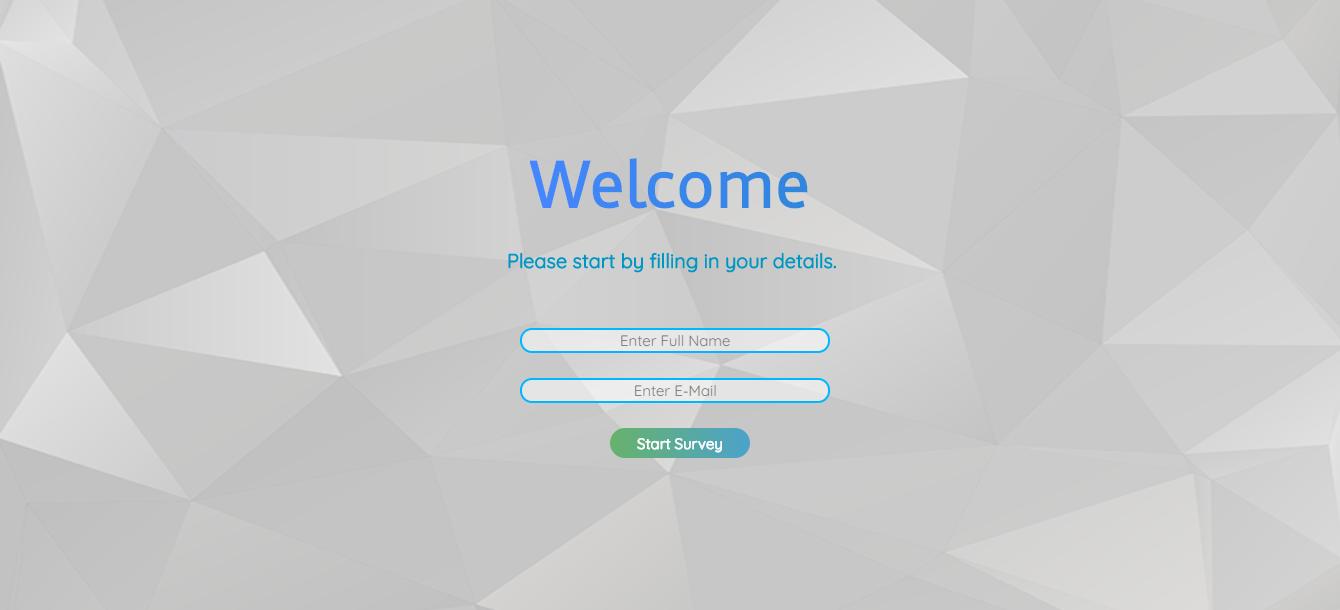 Welcome
Please start by filling in your details.
Enter Full Name
Enter E-Mail
Start Survey